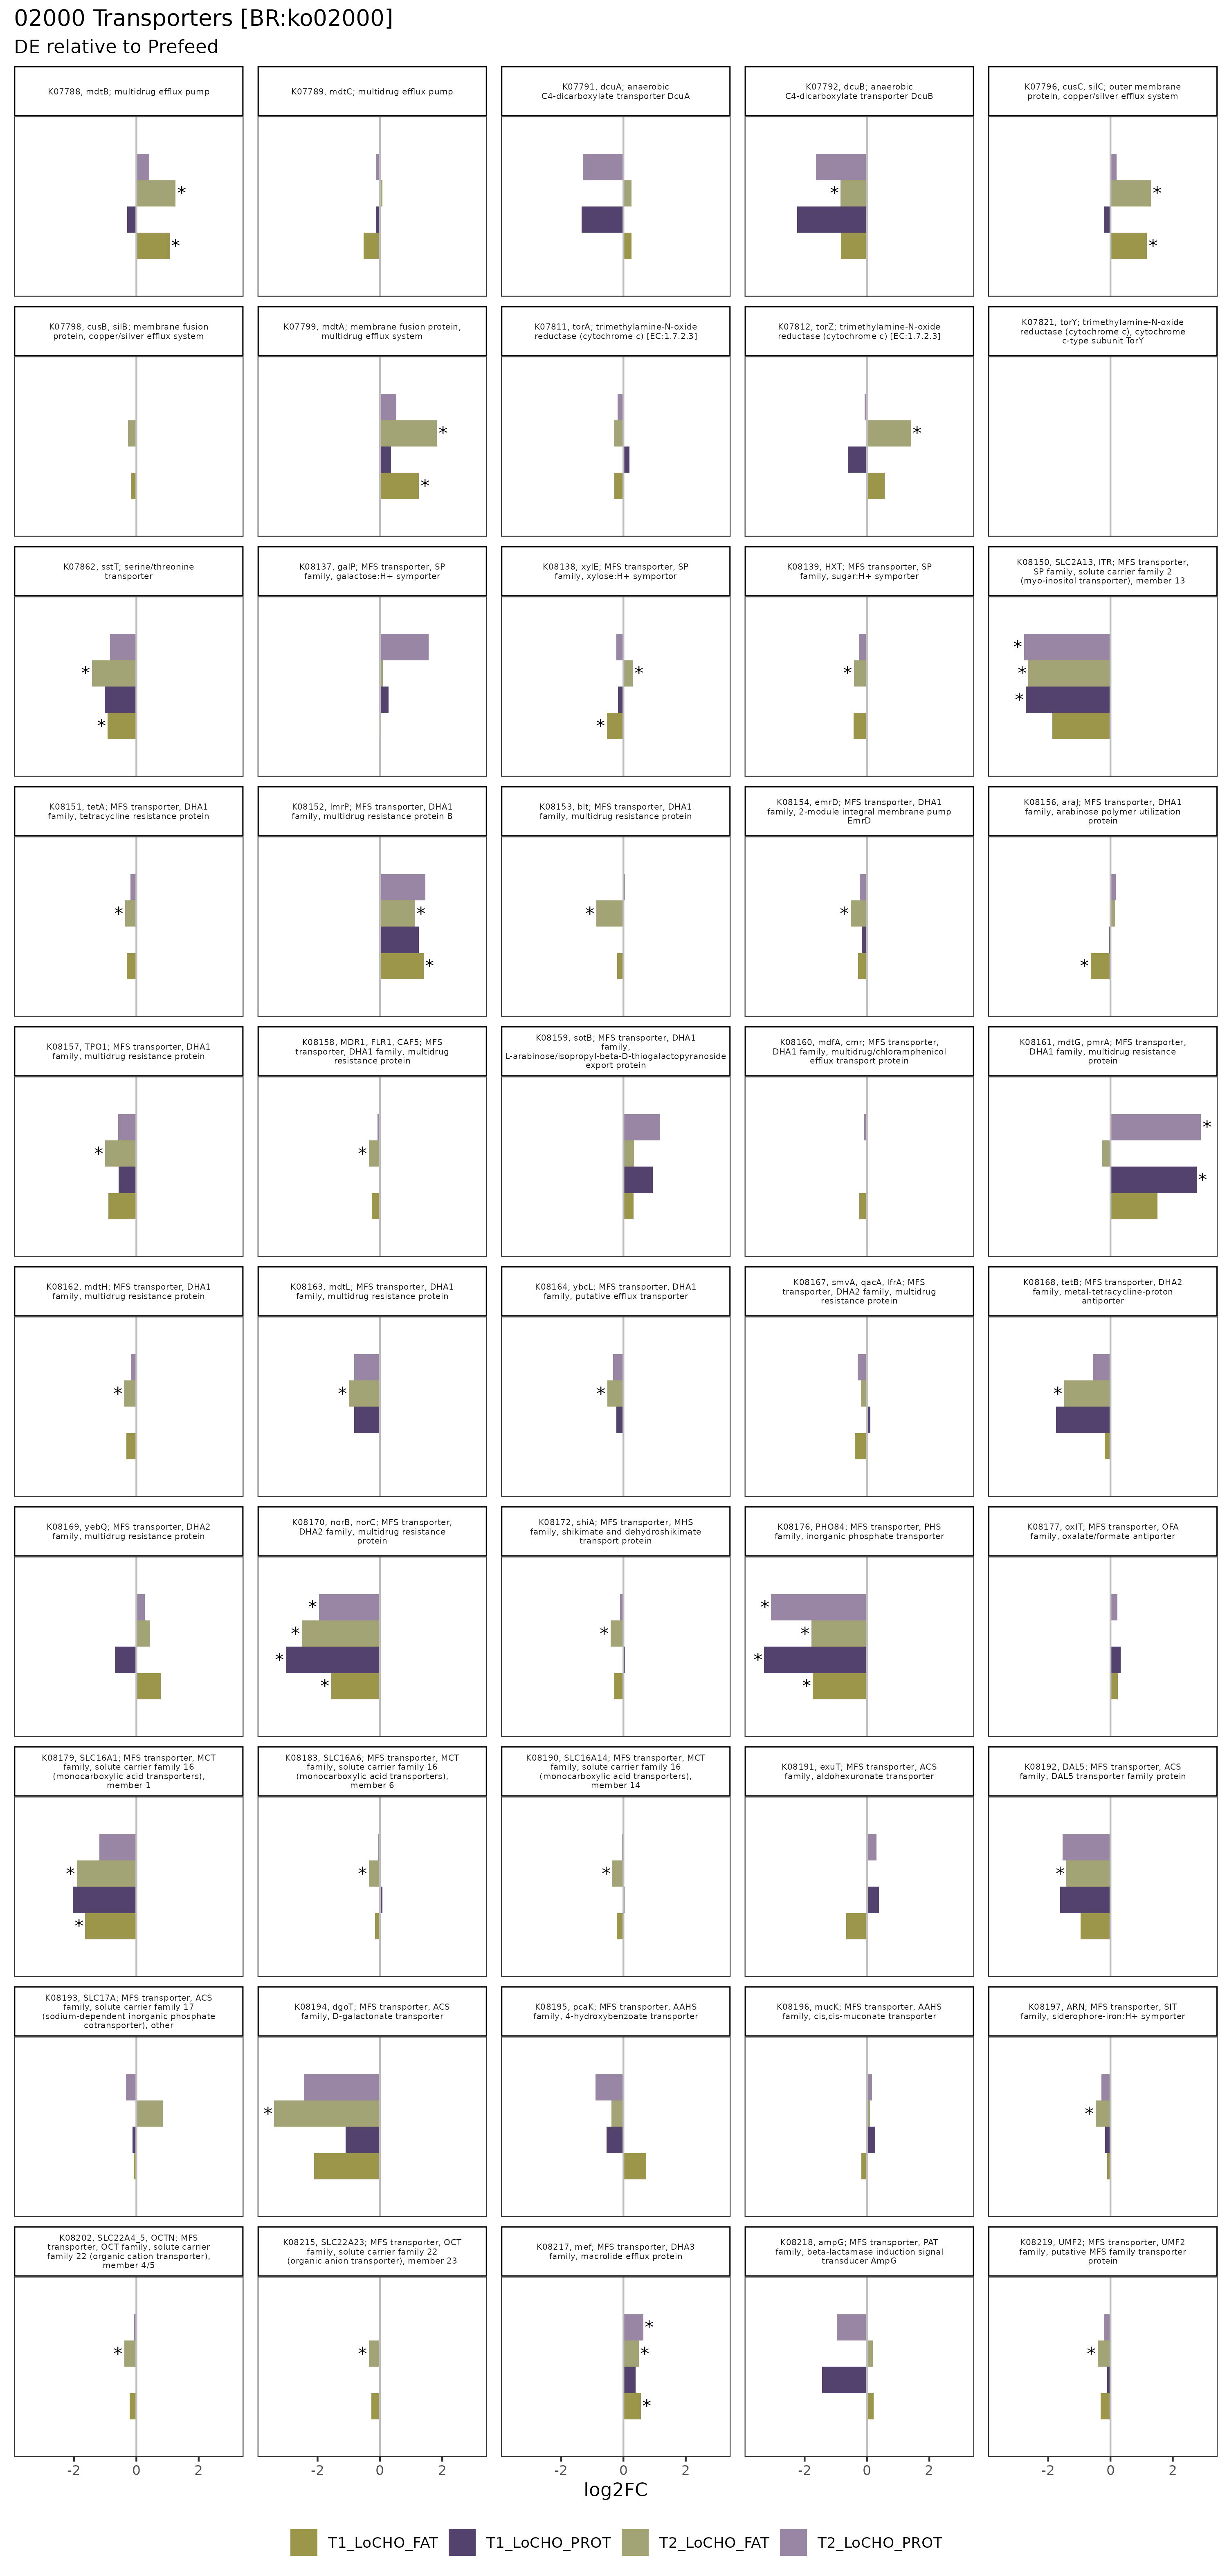 02000 Transporters [BR:ko02000]
DE relative to Prefeed
K07788, mdtB; multidrug efflux pump
K07789, mdtC; multidrug efflux pump
K07791, dcuA; anaerobic
C4-dicarboxylate transporter DcuA
K07792, dcuB; anaerobic
C4-dicarboxylate transporter DcuB
K07796, cusC, silC; outer membrane
protein, copper/silver efflux system
*
*
*
*
*
K07798, cusB, silB; membrane fusion
protein, copper/silver efflux system
K07799, mdtA; membrane fusion protein,
multidrug efflux system
K07811, torA; trimethylamine-N-oxide
reductase (cytochrome c) [EC:1.7.2.3]
K07812, torZ; trimethylamine-N-oxide
reductase (cytochrome c) [EC:1.7.2.3]
K07821, torY; trimethylamine-N-oxide
reductase (cytochrome c), cytochrome
c-type subunit TorY
*
*
*
K07862, sstT; serine/threonine
transporter
K08137, galP; MFS transporter, SP
family, galactose:H+ symporter
K08138, xylE; MFS transporter, SP
family, xylose:H+ symportor
K08139, HXT; MFS transporter, SP
family, sugar:H+ symporter
K08150, SLC2A13, ITR; MFS transporter,
SP family, solute carrier family 2
(myo-inositol transporter), member 13
*
*
*
*
*
*
*
*
K08151, tetA; MFS transporter, DHA1
family, tetracycline resistance protein
K08152, lmrP; MFS transporter, DHA1
family, multidrug resistance protein B
K08153, blt; MFS transporter, DHA1
family, multidrug resistance protein
K08154, emrD; MFS transporter, DHA1
family, 2-module integral membrane pump
EmrD
K08156, araJ; MFS transporter, DHA1
family, arabinose polymer utilization
protein
*
*
*
*
*
*
K08157, TPO1; MFS transporter, DHA1
family, multidrug resistance protein
K08158, MDR1, FLR1, CAF5; MFS
transporter, DHA1 family, multidrug
resistance protein
K08159, sotB; MFS transporter, DHA1
family,
L-arabinose/isopropyl-beta-D-thiogalactopyranoside
export protein
K08160, mdfA, cmr; MFS transporter,
DHA1 family, multidrug/chloramphenicol
efflux transport protein
K08161, mdtG, pmrA; MFS transporter,
DHA1 family, multidrug resistance
protein
*
*
*
*
K08162, mdtH; MFS transporter, DHA1
family, multidrug resistance protein
K08163, mdtL; MFS transporter, DHA1
family, multidrug resistance protein
K08164, ybcL; MFS transporter, DHA1
family, putative efflux transporter
K08167, smvA, qacA, lfrA; MFS
transporter, DHA2 family, multidrug
resistance protein
K08168, tetB; MFS transporter, DHA2
family, metal-tetracycline-proton
antiporter
*
*
*
*
K08169, yebQ; MFS transporter, DHA2
family, multidrug resistance protein
K08170, norB, norC; MFS transporter,
DHA2 family, multidrug resistance
protein
K08172, shiA; MFS transporter, MHS
family, shikimate and dehydroshikimate
transport protein
K08176, PHO84; MFS transporter, PHS
family, inorganic phosphate transporter
K08177, oxlT; MFS transporter, OFA
family, oxalate/formate antiporter
*
*
*
*
*
*
*
*
*
K08179, SLC16A1; MFS transporter, MCT
family, solute carrier family 16
(monocarboxylic acid transporters),
member 1
K08183, SLC16A6; MFS transporter, MCT
family, solute carrier family 16
(monocarboxylic acid transporters),
member 6
K08190, SLC16A14; MFS transporter, MCT
family, solute carrier family 16
(monocarboxylic acid transporters),
member 14
K08191, exuT; MFS transporter, ACS
family, aldohexuronate transporter
K08192, DAL5; MFS transporter, ACS
family, DAL5 transporter family protein
*
*
*
*
*
K08193, SLC17A; MFS transporter, ACS
family, solute carrier family 17
(sodium-dependent inorganic phosphate
cotransporter), other
K08194, dgoT; MFS transporter, ACS
family, D-galactonate transporter
K08195, pcaK; MFS transporter, AAHS
family, 4-hydroxybenzoate transporter
K08196, mucK; MFS transporter, AAHS
family, cis,cis-muconate transporter
K08197, ARN; MFS transporter, SIT
family, siderophore-iron:H+ symporter
*
*
K08202, SLC22A4_5, OCTN; MFS
transporter, OCT family, solute carrier
family 22 (organic cation transporter),
member 4/5
K08215, SLC22A23; MFS transporter, OCT
family, solute carrier family 22
(organic anion transporter), member 23
K08217, mef; MFS transporter, DHA3
family, macrolide efflux protein
K08218, ampG; MFS transporter, PAT
family, beta-lactamase induction signal
transducer AmpG
K08219, UMF2; MFS transporter, UMF2
family, putative MFS family transporter
protein
*
*
*
*
*
*
-2 0 2 -2 0 2 -2 0 2 -2 0 2 -2 0 2
log2FC
T1_LoCHO_FAT T1_LoCHO_PROT T2_LoCHO_FAT T2_LoCHO_PROT